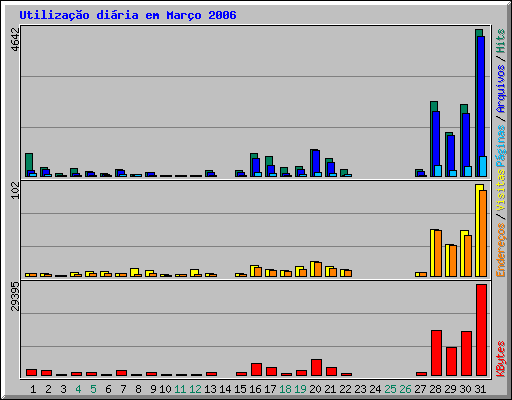 Utilização diária em Março 2006
4642
102
29395
Endereços / Visitas Páginas / Arquivos / Hits
KBytes
1 2 3 4 5 6 7 8 9 10 11 12 13 14 15 16 17 18 19 20 21 22 23 24 25 26 27 28 29 30 31